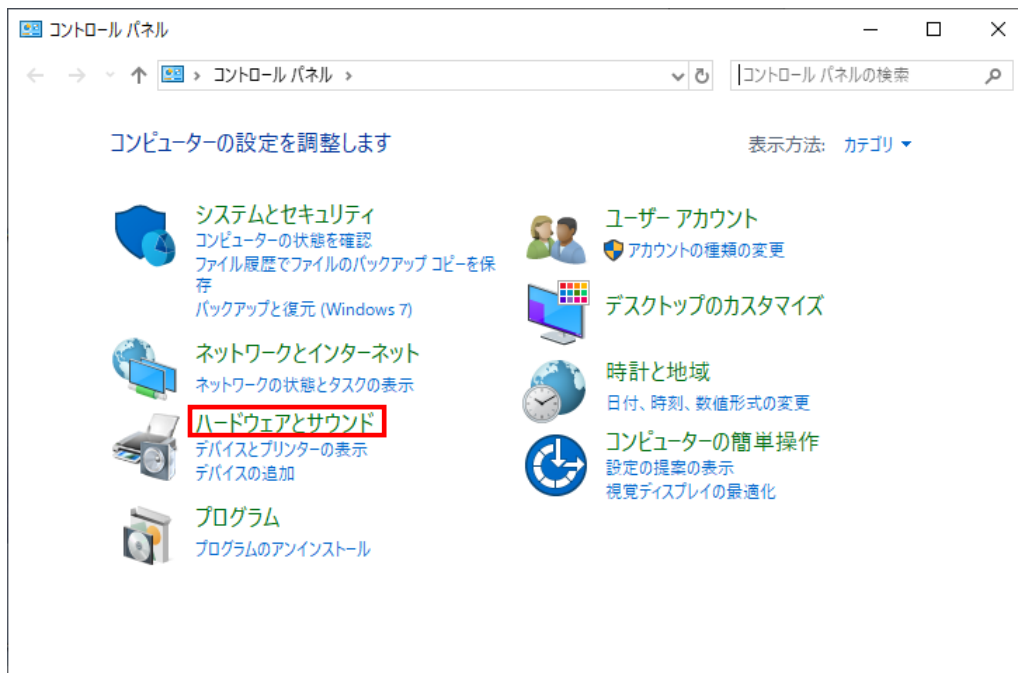 コントロール パネル
コントロール パネル
コントロール パネルの検索
コンピューターの設定を調整します
表示方法: カテゴリ
システムとセキュリティ
コンピューターの状態を確認
ファイル履歴でファイルのバックアップ コピーを保
存
バックアップと復元 (Windows 7)
ネットワークとインターネット
ネットワークの状態とタスクの表示
ハードウェアとサウンド
デバイスとプリンターの表示
デバイスの追加
プログラム
プログラムのアンインストール
ユーザー アカウント
アカウントの種類の変更
デスクトップのカスタマイズ
時計と地域
日付、時刻、数値形式の変更
コンピューターの簡単操作
設定の提案の表示
視覚ディスプレイの最適化